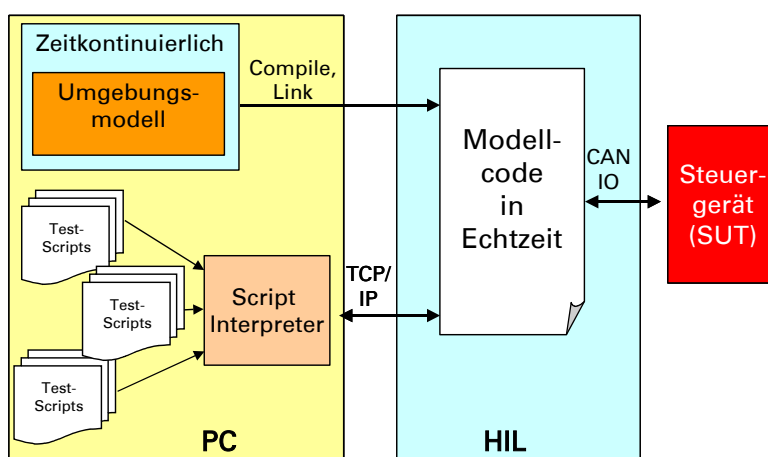 Zeitkontinuierlich
Umgebungs-
modell
Compile,
Link
Modell-
code
in
Echtzeit
CAN
IO
Steuer-
gerät
(SUT)
Test-
Scripts
Test-
Scripts
Test-
Scripts
Script
Interpreter
TCP/
IP
PC
HIL